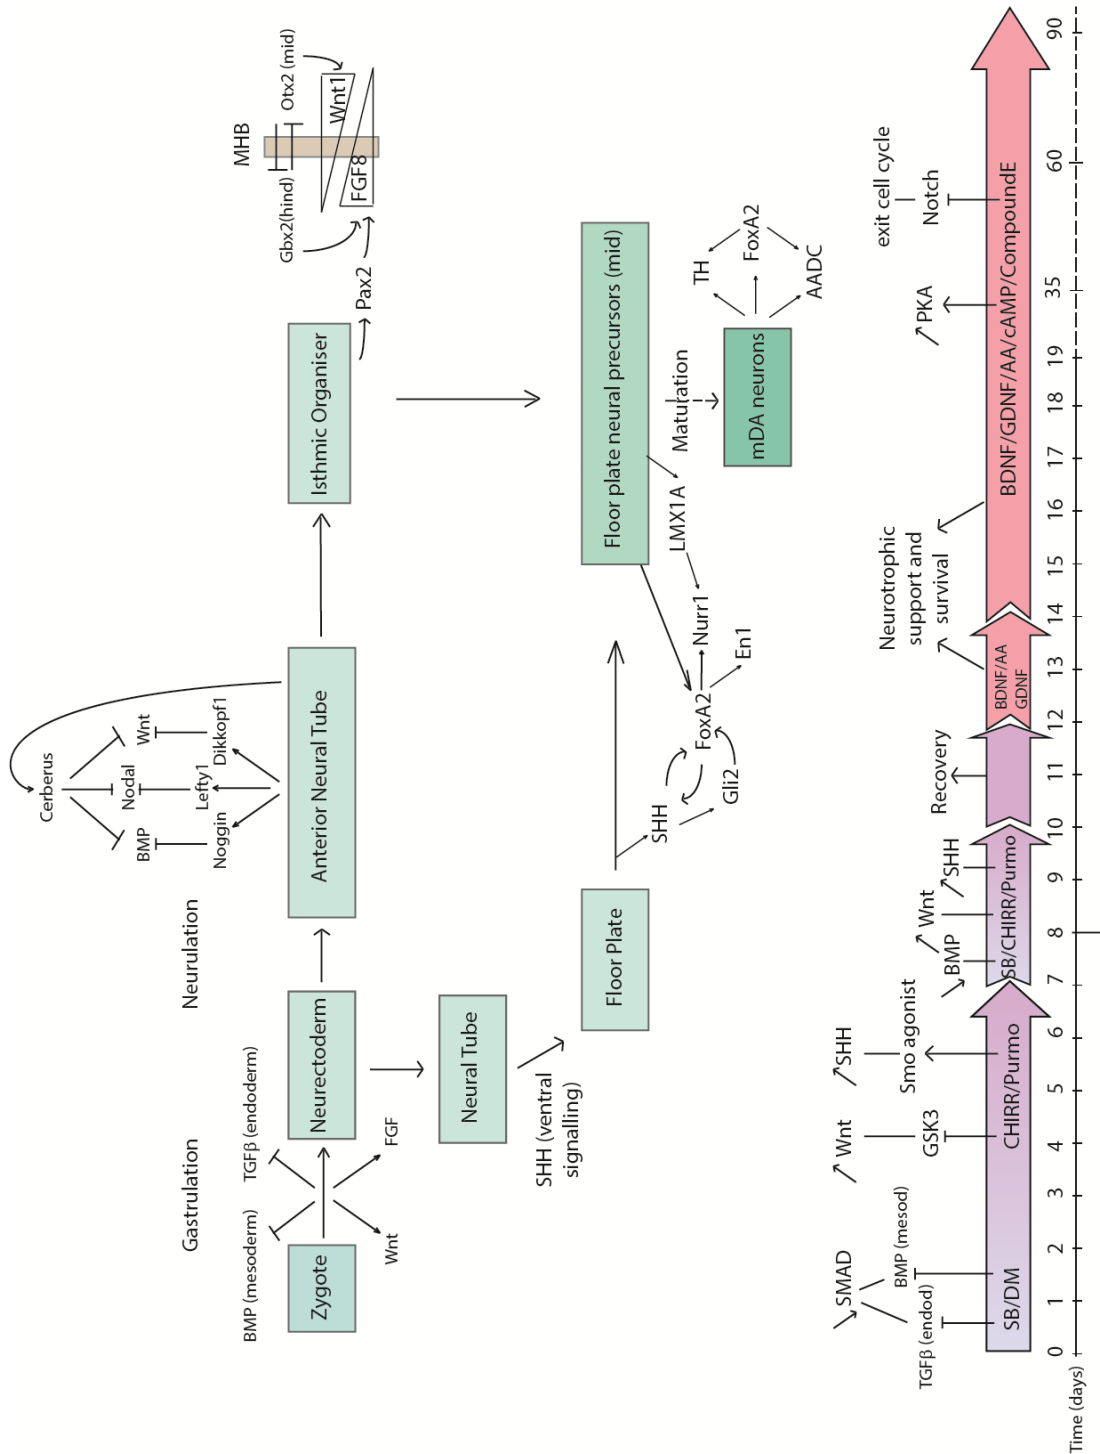 Gastrulation
Neurulation
MHB
Gbx2(hind)
Otx2 (mid)
Wnt1
FGF8
Pax2
Cerberus
BMP
Nodal
Wnt
Noggin
Lefty1
Dikkopf1
BMP (mesoderm)
TGFβ (endoderm)
Zygote
Neurectoderm
Anterior Neural Tube
Isthmic Organiser
Wnt
FGF
Neural Tube
SHH (ventral
signalling)
Floor Plate
Floor plate neural precursors (mid)
SHH
Gli2
FoxA2
Nurr1
En1
LMX1A
Maturation
mDA neurons
TH
FoxA2
AADC
SMAD
TGFβ (endod)
BMP (mesod)
Wnt
GSK3
SHH
Smo agonist
BMP
Wnt
SHH
Recovery
Neurotrophic
support and
survival
PKA
exit cell cycle
Notch
SB/DM
CHIRR/Purmo
SB/CHIRR/Purmo
BDNF/AA
GDNF
BDNF/GDNF/AA/cAMP/CompoundE
0 1 2 3 4 5 6 7 8 9 10 11 12 13 14 15 16 17 18 19 35 60 90
Time (days)